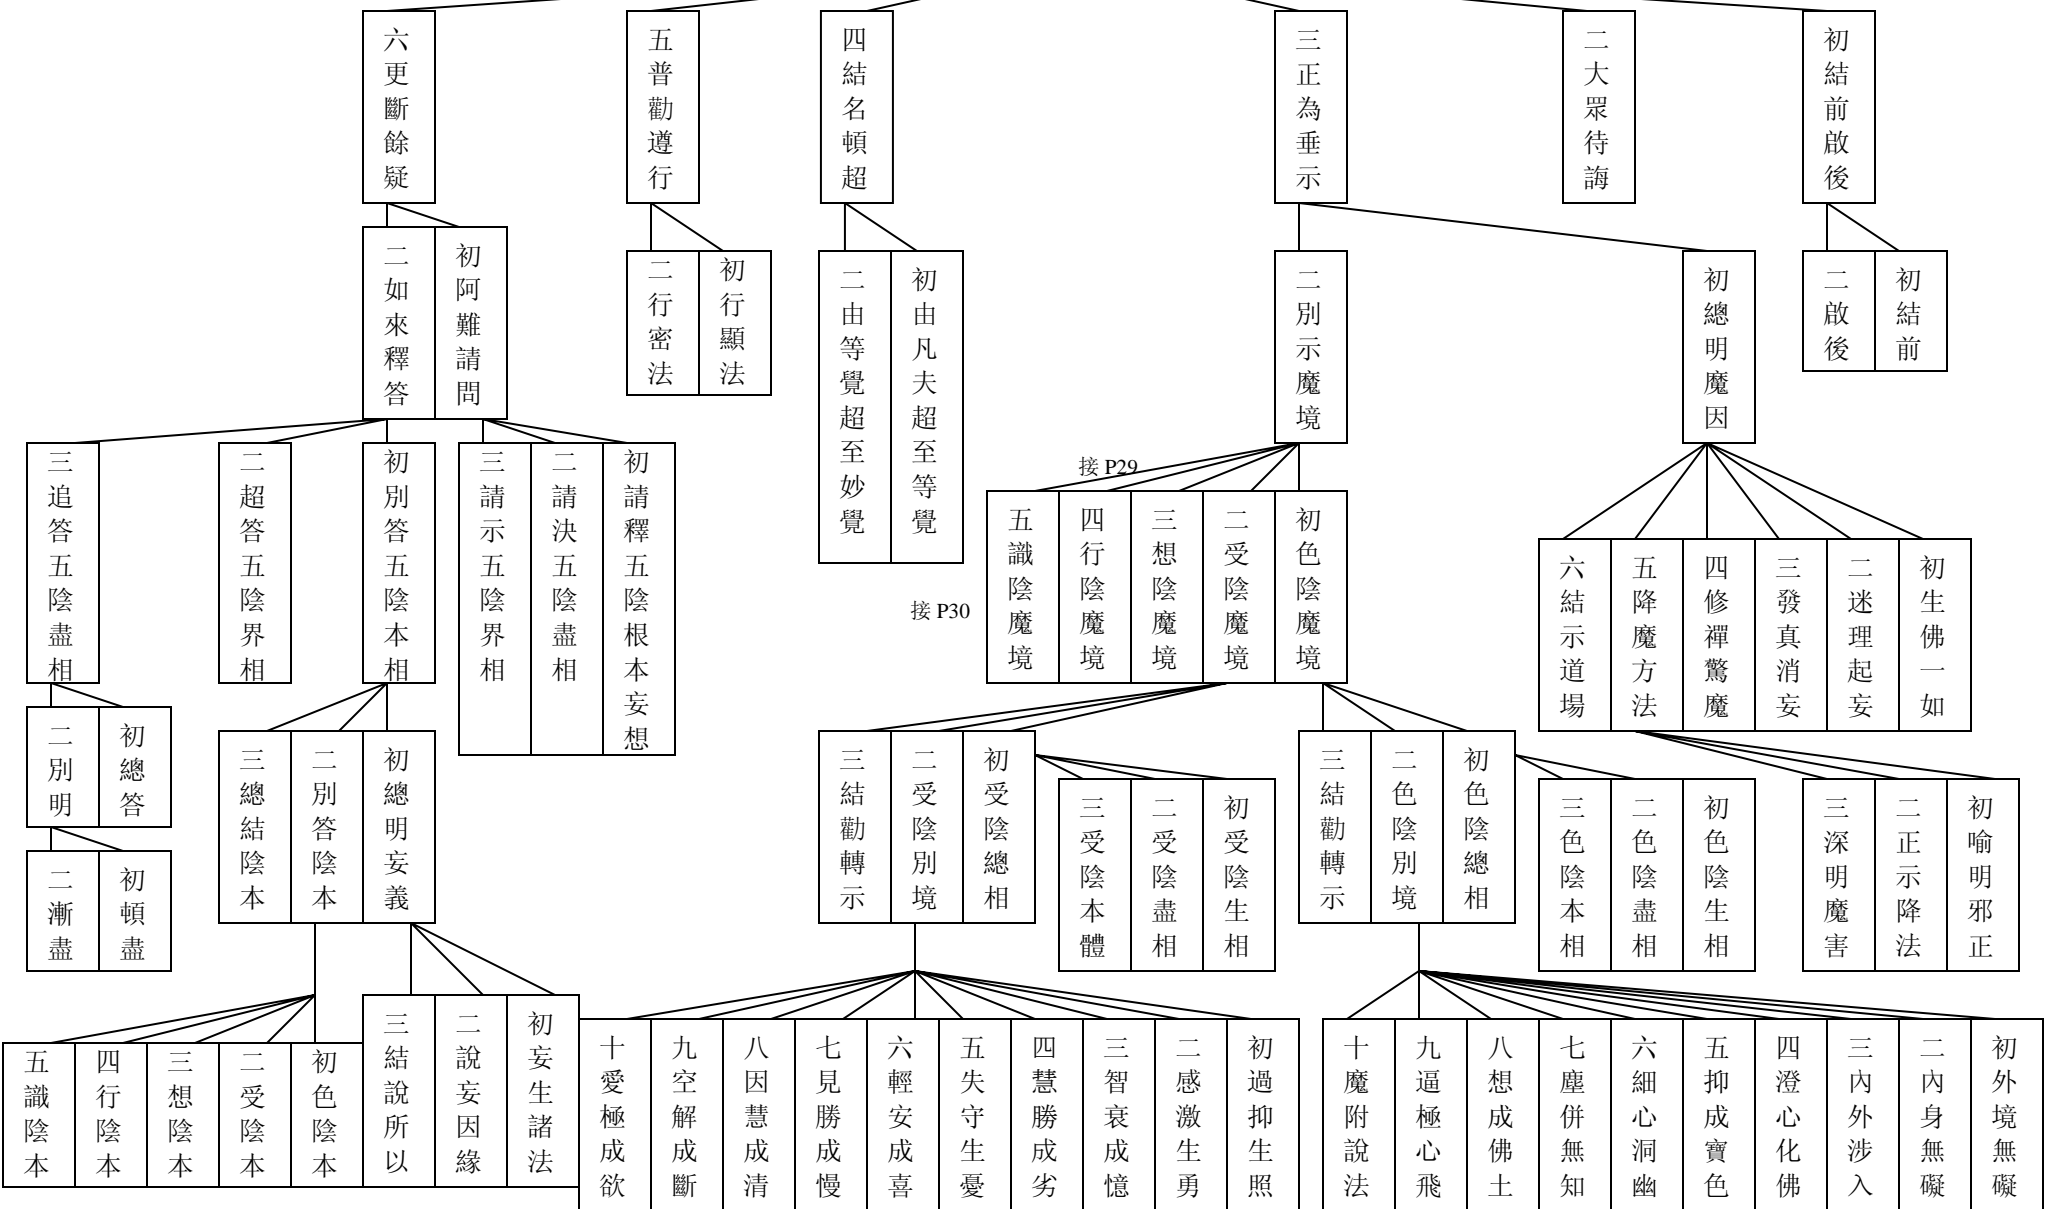 初結前啟後
二大眾待誨
三正為垂示
四結名頓超
五普勸遵行
六更斷餘疑
初結前
二啟後
初總明魔因
二別示魔境
初由凡夫超至等覺
二由等覺超至妙覺
初行顯法
二行密法
初阿難請問
二如來釋答
初生佛一如
二迷理起妄
三發真消妄
四修禪驚魔
五降魔方法
六結示道場
接 P29
初色陰魔境
二受陰魔境
三想陰魔境
四行陰魔境
五識陰魔境
接 P30
初請釋五陰根本妄想
二請決五陰盡相
三請示五陰界相
初別答五陰本相
二超答五陰界相
三追答五陰盡相
初喻明邪正
二正示降法
三深明魔害
初色陰生相
二色陰盡相
三色陰本相
初色陰總相
二色陰別境
三結勸轉示
初受陰生相
二受陰盡相
三受陰本體
初受陰總相
二受陰別境
三結勸轉示
初總明妄義
二別答陰本
三總結陰本
初總答
二別明
初頓盡
二漸盡
初外境無礙
二內身無礙
三內外涉入
四澄心化佛
五抑成寶色
六細心洞幽
七塵併無知
八想成佛土
九逼極心飛
十魔附說法
初過抑生照
二感激生勇
三智衰成憶
四慧勝成劣
五失守生憂
六輕安成喜
七見勝成慢
八因慧成清
九空解成斷
十愛極成欲
初妄生諸法
二說妄因緣
三結說所以
初色陰本
二受陰本
三想陰本
四行陰本
五識陰本